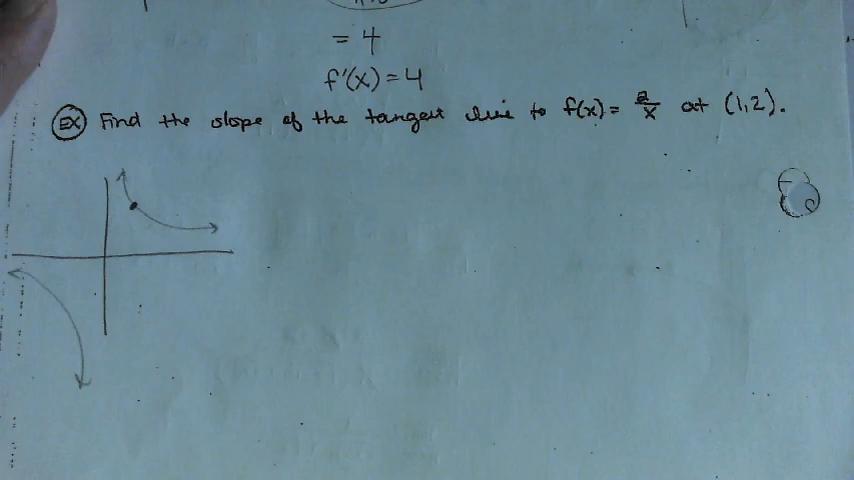 = 4
f'(x) = 4
EX Find the slope of the tangent line to f(x) = 2/x at (1,2).